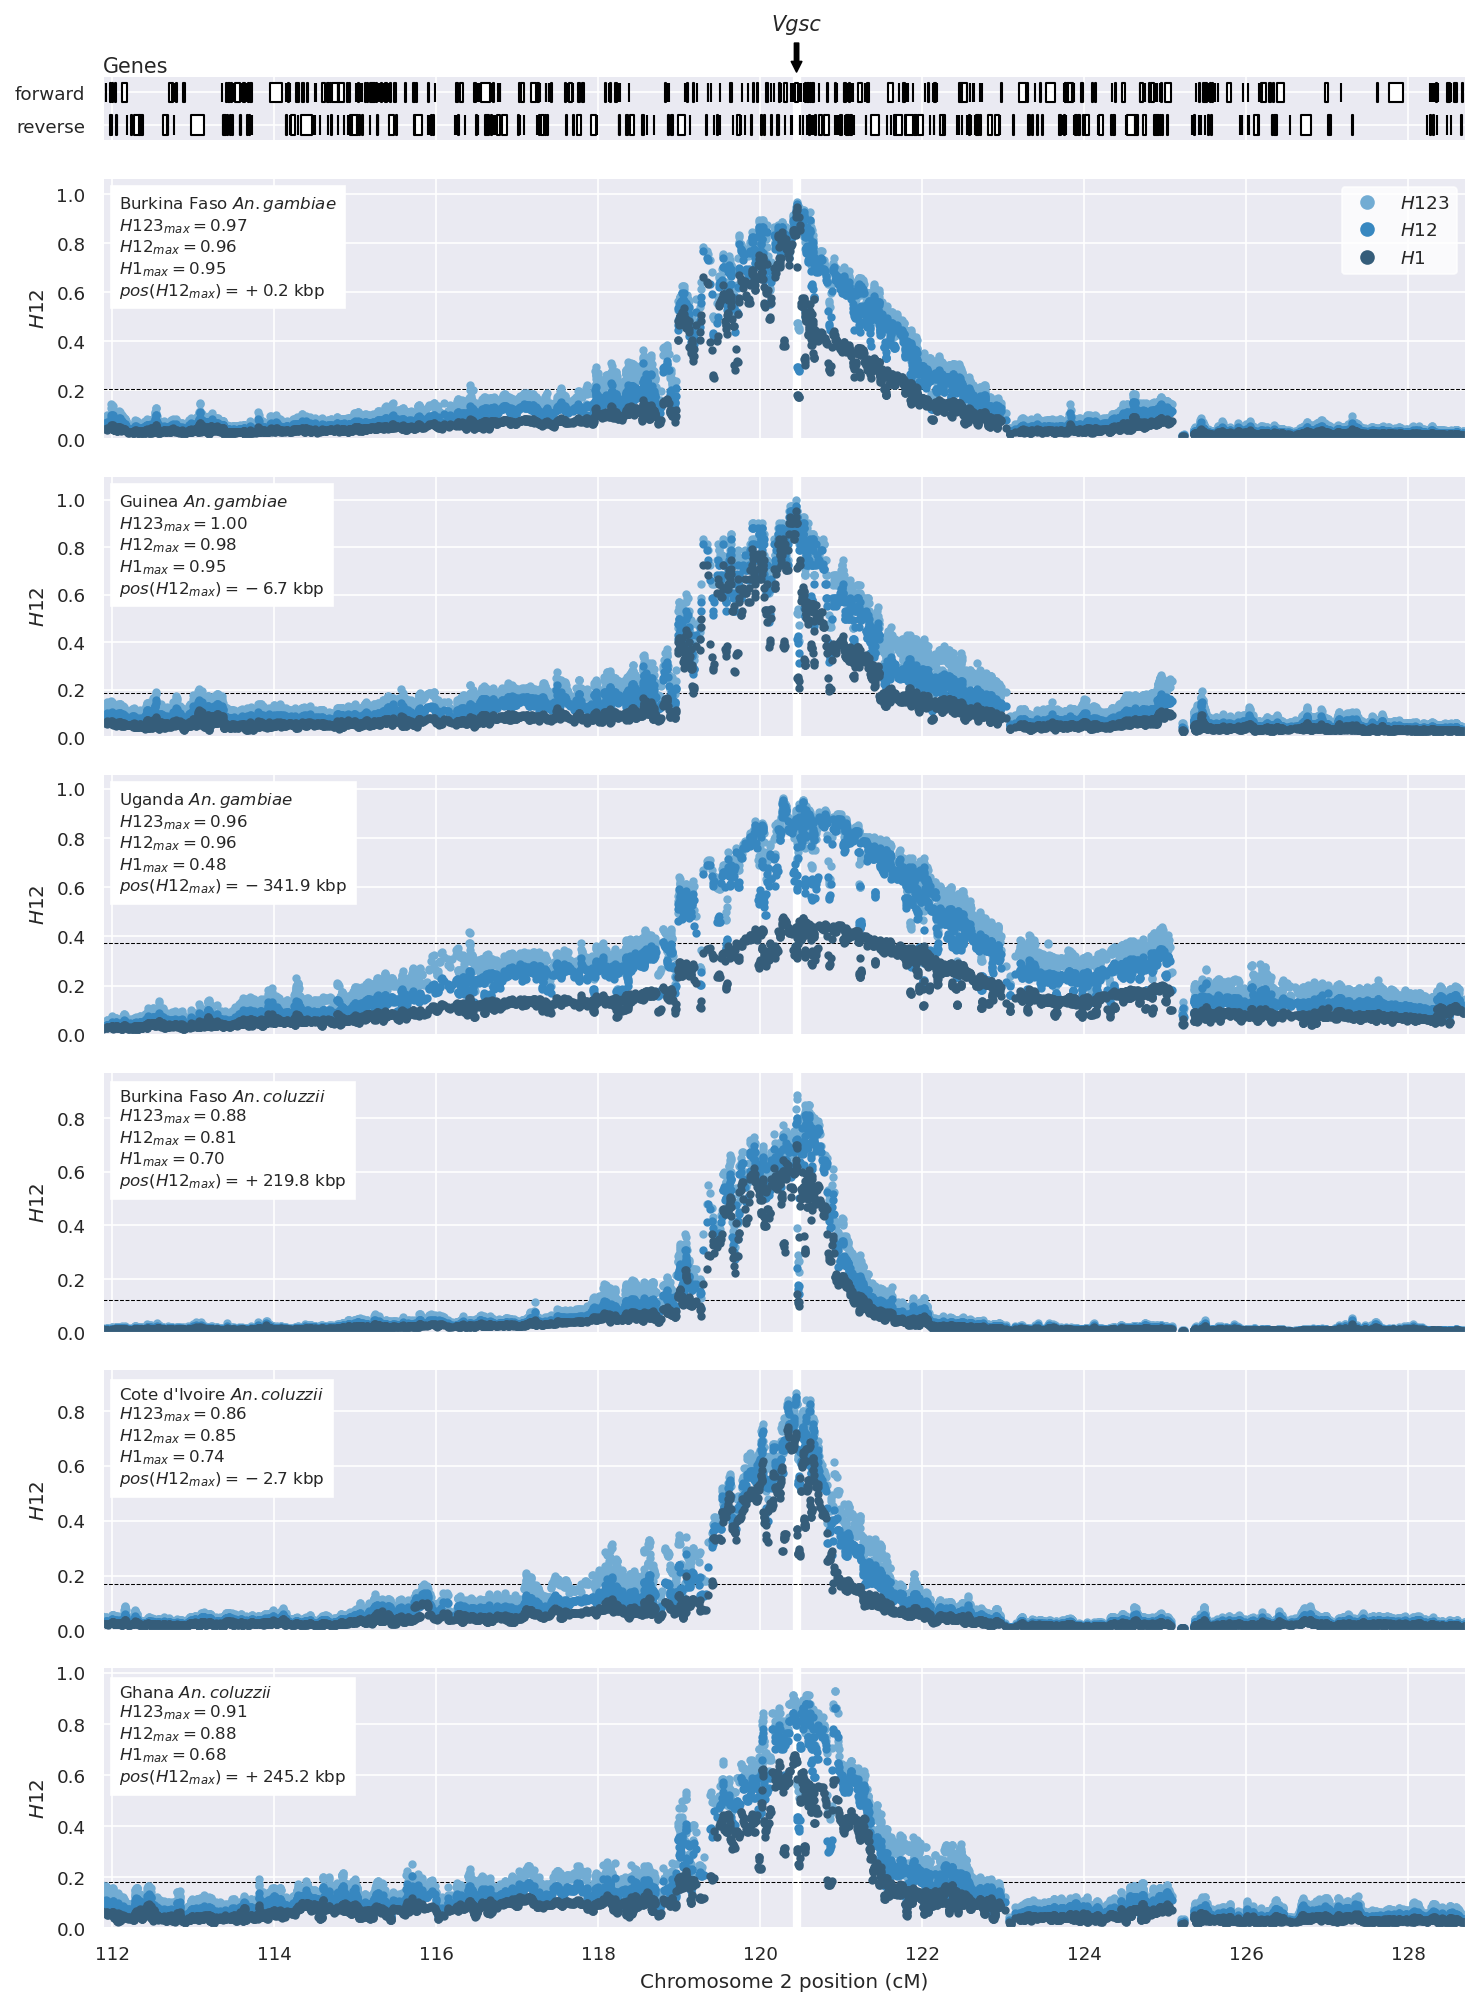 Vgsc
Genes
forward
reverse
1.0
0.8
0.6
0.4
0.2
0.0
H12
Burkina Faso An. gambiae
H123max = 0.97
H12max = 0.96
H1max = 0.95
pos(H12max) = + 0.2 kbp
H123
H12
H1
1.0
0.8
0.6
0.4
0.2
0.0
H12
Guinea An. gambiae
H123max = 1.00
H12max = 0.98
H1max = 0.95
pos(H12max) = − 6.7 kbp
1.0
0.8
0.6
0.4
0.2
0.0
H12
Uganda An. gambiae
H123max = 0.96
H12max = 0.96
H1max = 0.48
pos(H12max) = − 341.9 kbp
0.8
0.6
0.4
0.2
0.0
H12
Burkina Faso An. coluzzii
H123max = 0.88
H12max = 0.81
H1max = 0.70
pos(H12max) = + 219.8 kbp
0.8
0.6
0.4
0.2
0.0
H12
Cote d'Ivoire An. coluzzii
H123max = 0.86
H12max = 0.85
H1max = 0.74
pos(H12max) = − 2.7 kbp
1.0
0.8
0.6
0.4
0.2
0.0
H12
Ghana An. coluzzii
H123max = 0.91
H12max = 0.88
H1max = 0.68
pos(H12max) = + 245.2 kbp
112 114 116 118 120 122 124 126 128
Chromosome 2 position (cM)